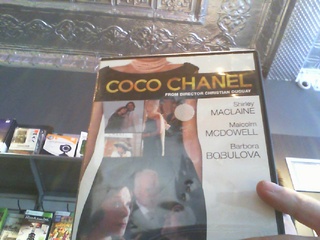 COCO CHANEL
FROM DIRECTOR CHRISTIAN DUGUAY
Shirley
MACLAINE
Malcolm
MCDOWELL
Barbora
BOBULOVA